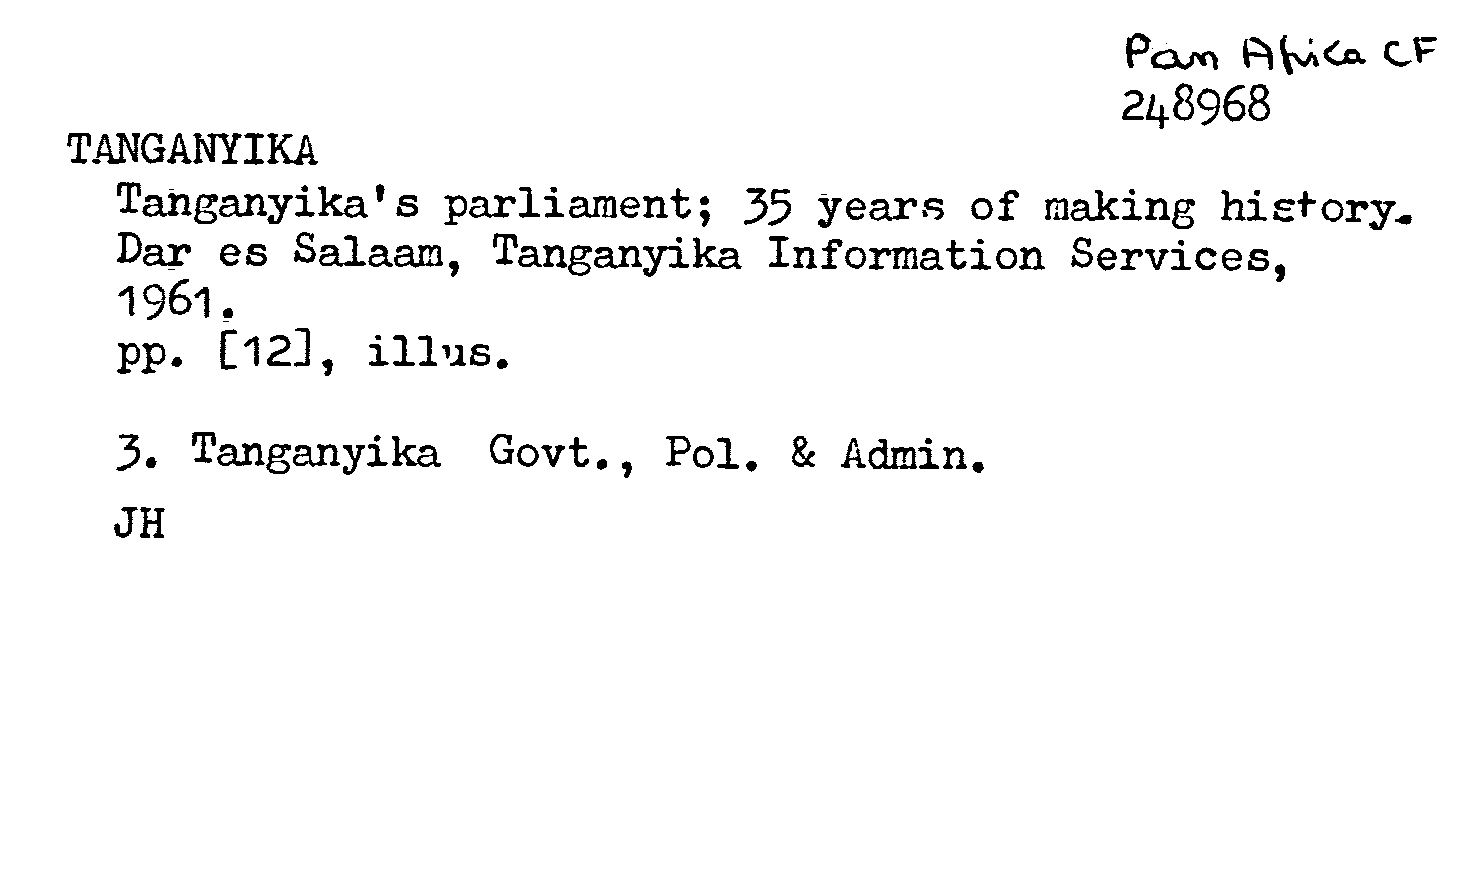 Pan Africa CF
248968
TANGANYIKA
Tanganyika's parliament; 35 years of making history.
Dar es Salaam, Tanganyika Information Services,
1961.
pp. [12], illus.
3. Tanganyika Govt., Pol. & Admin.
JH